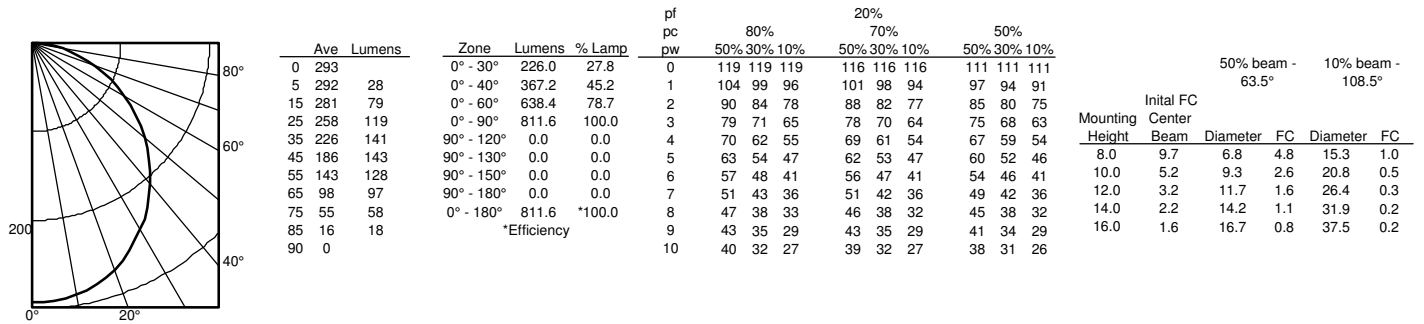 80°
60°
40°
20°
0°
200
Ave Lumens
0 293
5 292 28
15 281 79
25 258 119
35 226 141
45 186 143
55 143 128
65 98 97
75 55 58
85 16 18
90 0
Zone Lumens % Lamp
0° - 30° 226.0 27.8
0° - 40° 367.2 45.2
0° - 60° 638.4 78.7
0° - 90° 811.6 100.0
90° - 120° 0.0 0.0
90° - 130° 0.0 0.0
90° - 150° 0.0 0.0
90° - 180° 0.0 0.0
0° - 180° 811.6 *100.0
*Efficiency
pf 20%
pc 80% 70% 50%
pw 50% 30% 10% 50% 30% 10% 50% 30% 10%
0 119 119 119 116 116 116 111 111 111
1 104 99 96 101 98 94 97 94 91
2 90 84 78 88 82 77 85 80 75
3 79 71 65 78 70 64 75 68 63
4 70 62 55 69 61 54 67 59 54
5 63 54 47 62 53 47 60 52 46
6 57 48 41 56 47 41 54 46 41
7 51 43 36 51 42 36 49 42 36
8 47 38 33 46 38 32 45 38 32
9 43 35 29 43 35 29 41 34 29
10 40 32 27 39 32 27 38 31 26
50% beam - 10% beam -
63.5° 108.5°
Inital FC
Mounting Center
Height Beam Diameter FC Diameter FC
8.0 9.7 6.8 4.8 15.3 1.0
10.0 5.2 9.3 2.6 20.8 0.5
12.0 3.2 11.7 1.6 26.4 0.3
14.0 2.2 14.2 1.1 31.9 0.2
16.0 1.6 16.7 0.8 37.5 0.2